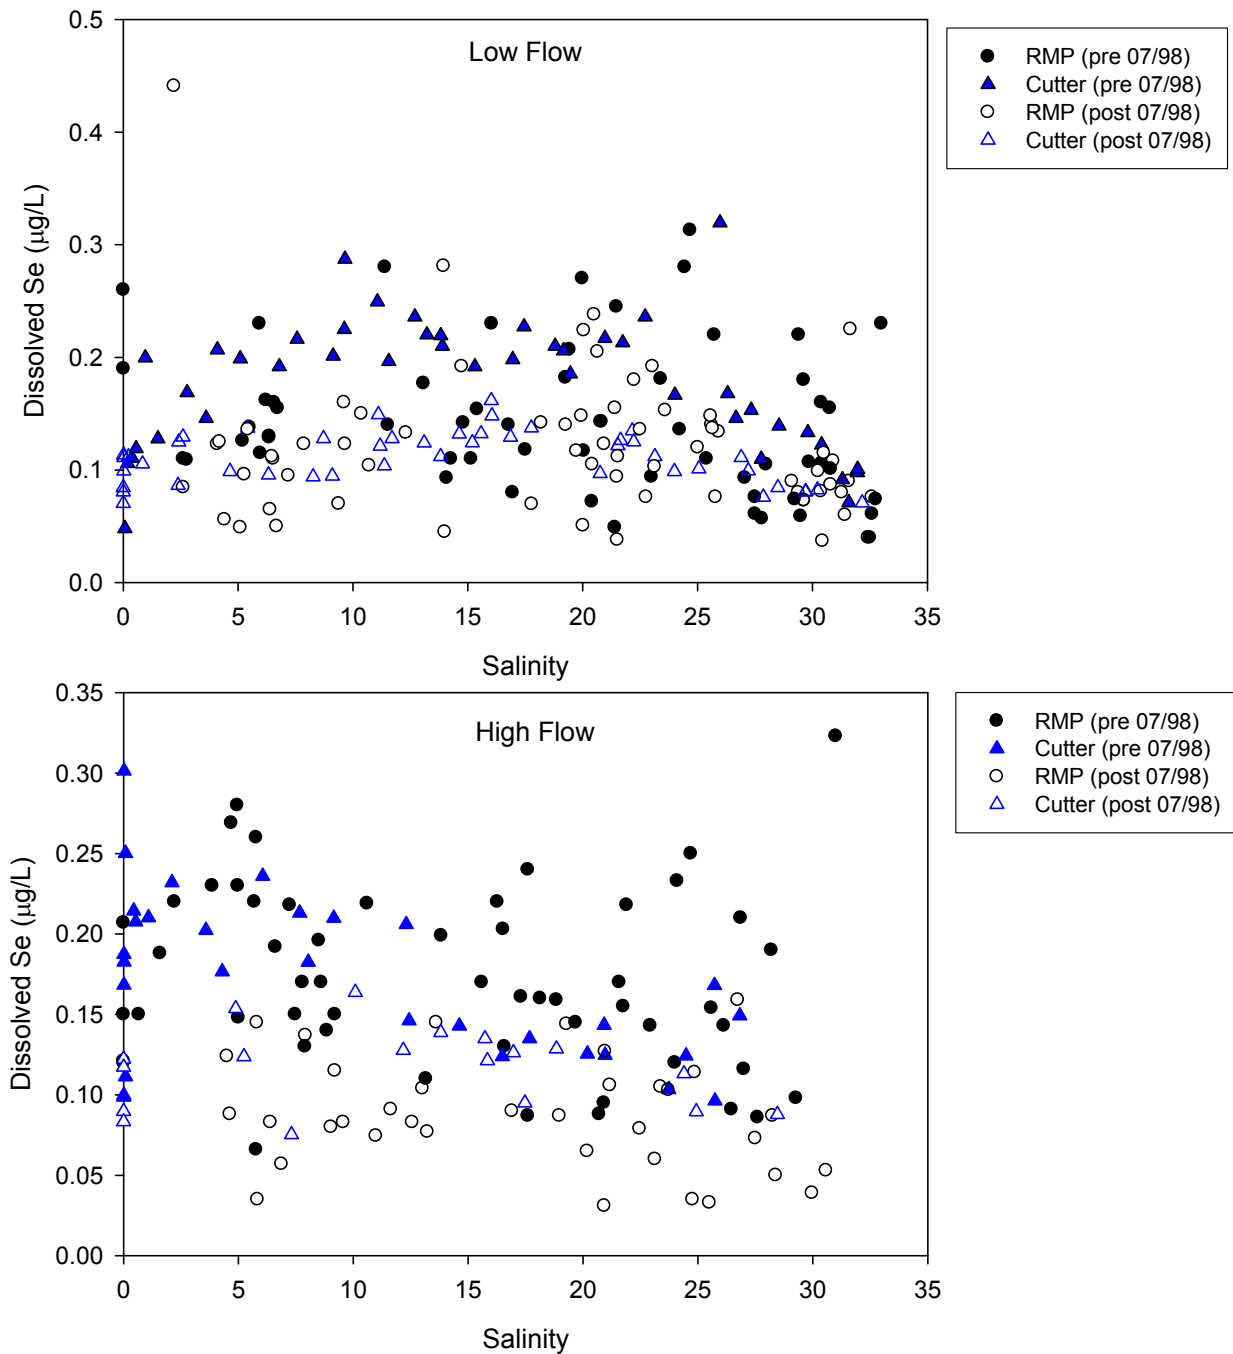 Low Flow
0.5
0.4
0.3
0.2
0.1
0.0
Dissolved Se (µg/L)
0 5 10 15 20 25 30 35
Salinity
RMP (pre 07/98)
Cutter (pre 07/98)
RMP (post 07/98)
Cutter (post 07/98)
High Flow
0.35
0.30
0.25
0.20
0.15
0.10
0.05
0.00
Dissolved Se (µg/L)
0 5 10 15 20 25 30 35
Salinity
RMP (pre 07/98)
Cutter (pre 07/98)
RMP (post 07/98)
Cutter (post 07/98)